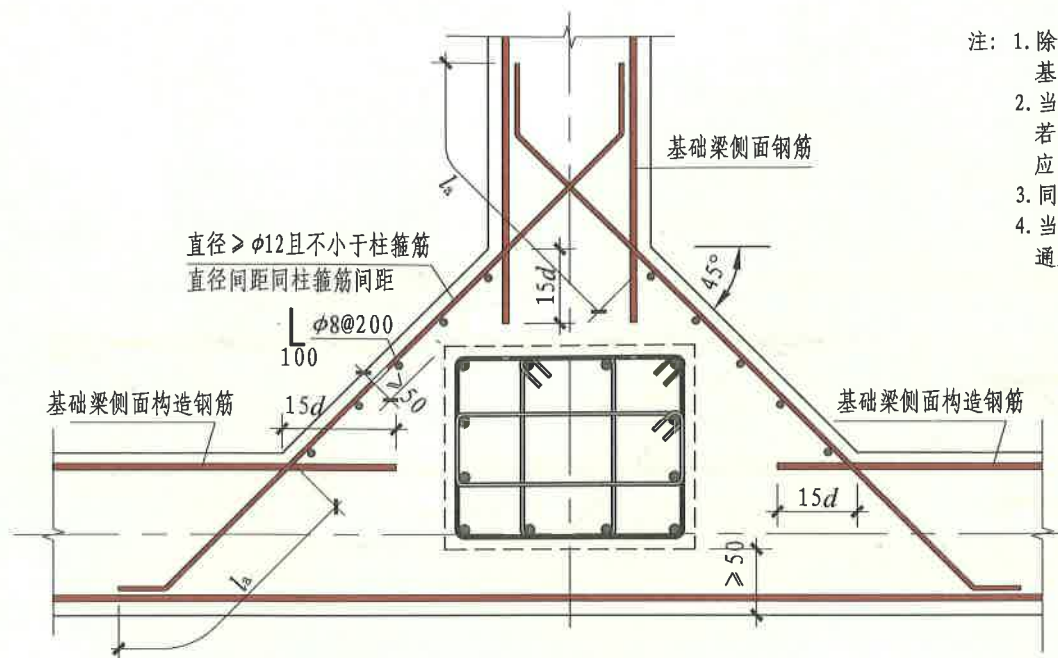 注: 1. 除
基
2. 当
若
应
3. 同
4. 当
通
基础梁侧面钢筋
la
直径≥φ12且不小于柱箍筋
直径间距同柱箍筋间距
15d
45°
φ8@200
100
50
基础梁侧面构造钢筋
15d
基础梁侧面构造钢筋
15d
la
≥50